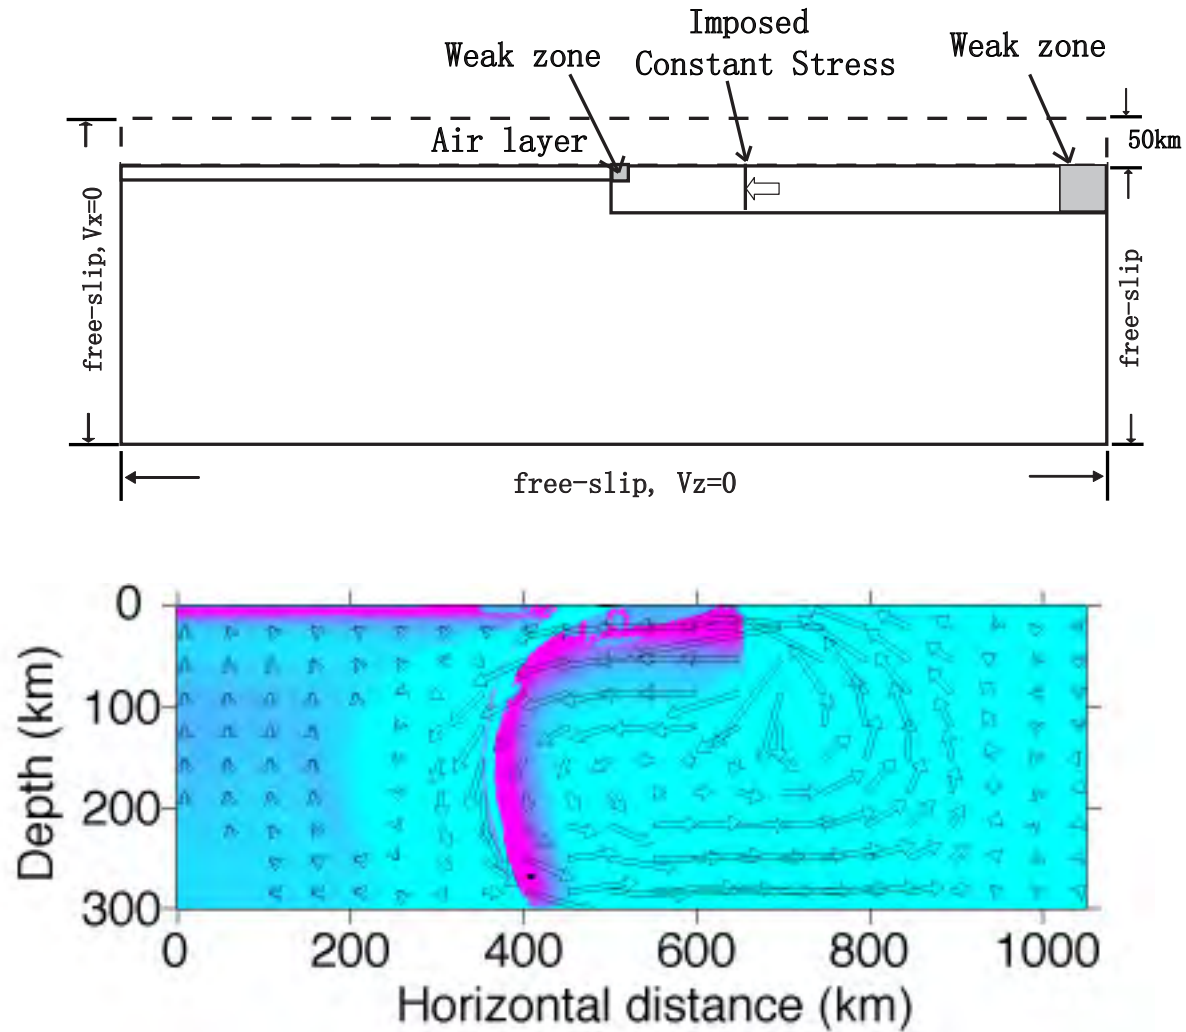 Imposed
Weak zone
Constant Stress
Weak zone
Air layer
50km
free-slip, Vx=0
free-slip
free-slip, Vz=0
0
100
200
300
Depth (km)
0 200 400 600 800 1000
Horizontal distance (km)